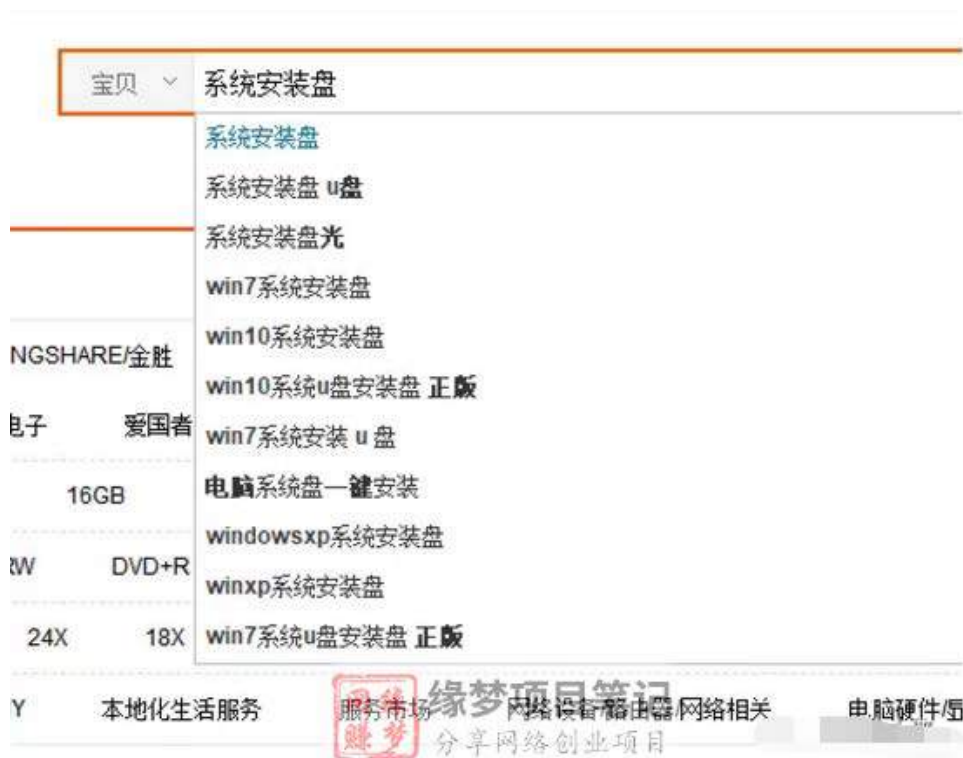 宝贝 系统安装盘
系统安装盘
系统安装盘 u盘
系统安装盘光
win7系统安装盘
win10系统安装盘
NGSHARE/金胜
win10系统u盘安装盘 正版
电子 爱国者
win7系统安装 u 盘
16GB
电脑系统盘一键安装
windowsxp系统安装盘
RW DVD+R
winxp系统安装盘
24X 18X
win7系统u盘安装盘 正版
Y 本地化生活服务 服务市场 网络设备/路由器/网络相关 电脑硬件/显
缘梦项目笔记
分享网络创业项目